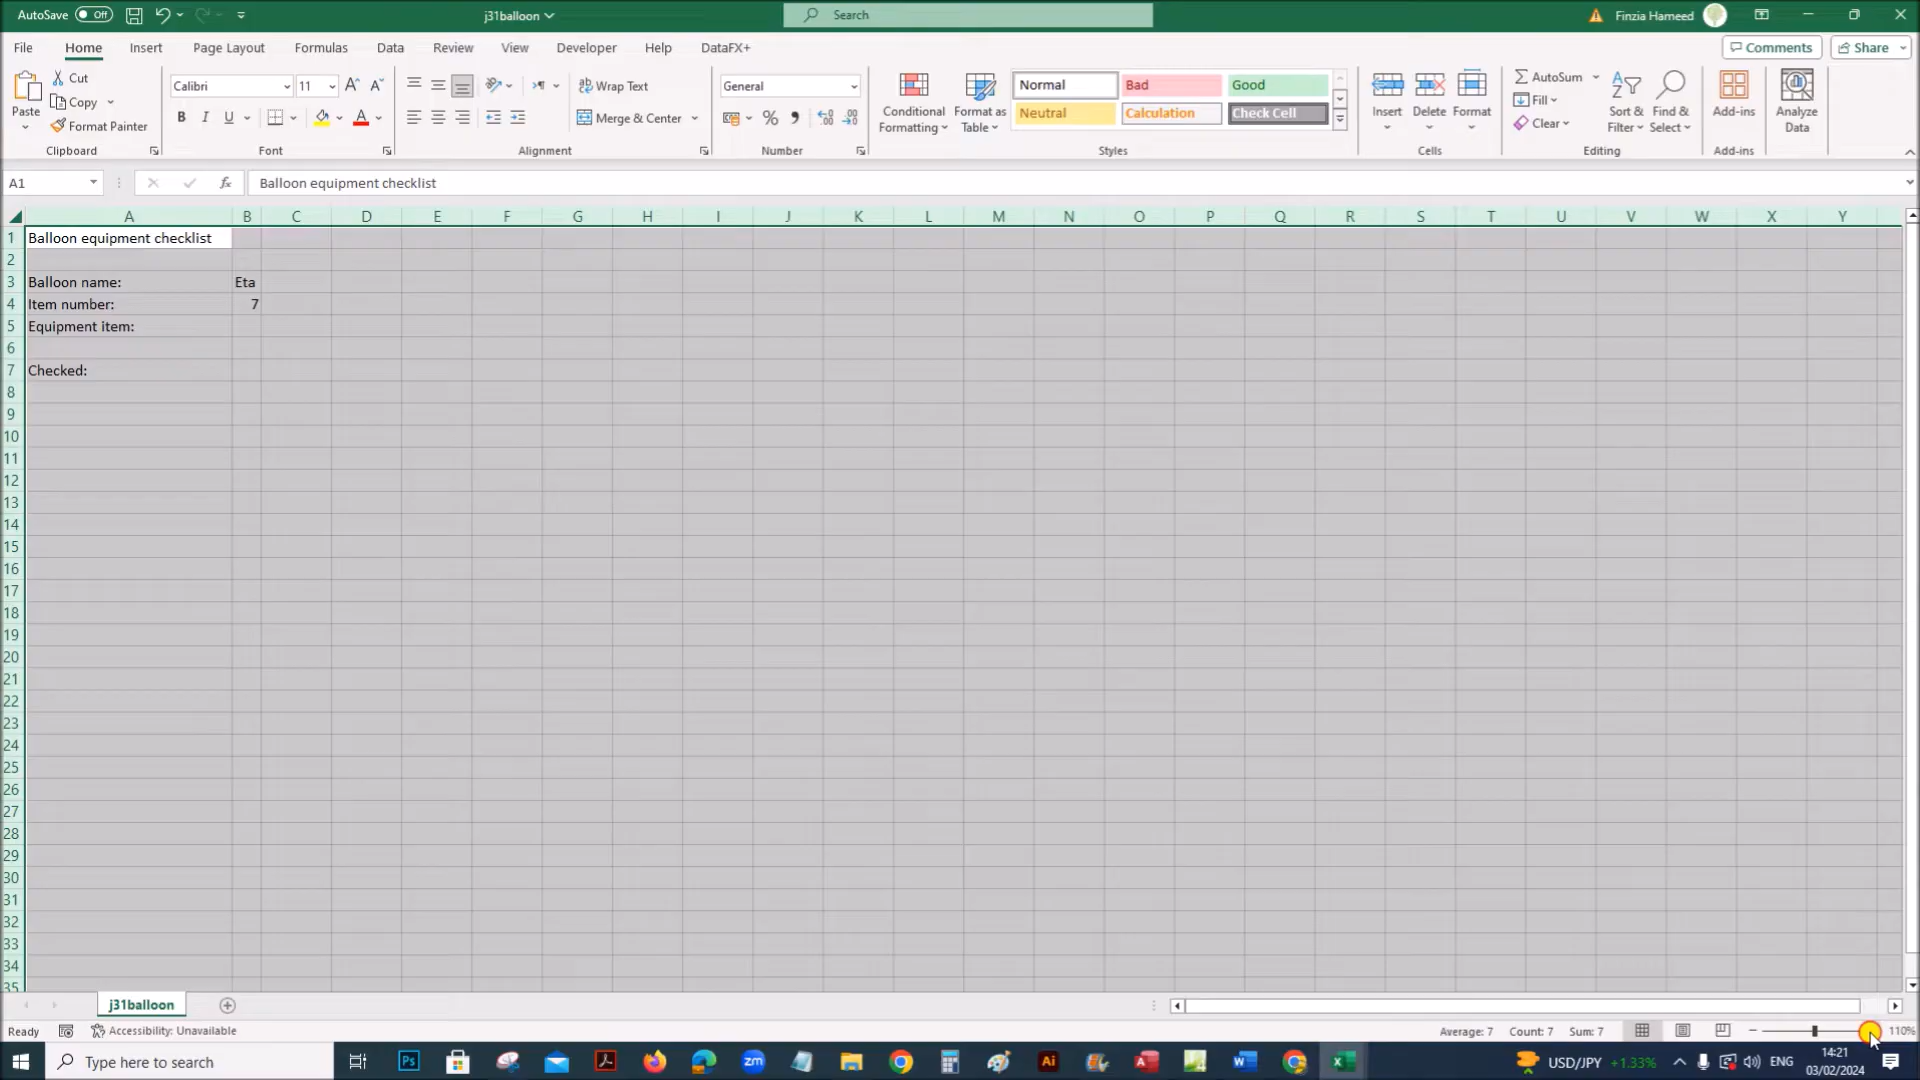 AutoSave Off j31balloon Search Finzia Hameed
File Home Insert Page Layout Formulas Data Review View Developer Help DataFX+ Comments Share
Paste Cut Copy Format Painter Clipboard
Calibri 11 B I U A Font
Wrap Text Merge & Center Alignment
General % Number
Conditional Formatting Format as Table Normal Bad Good Neutral Calculation Check Cell Styles
Insert Delete Format Cells
AutoSum Fill Clear Sort & Filter Find & Select Editing
Add-ins Add-ins
Analyze Data
A1 fx Balloon equipment checklist
A B C D E F G H I J K L M N O P Q R S T U V W X Y
1 Balloon equipment checklist
2
3 Balloon name: Eta
4 Item number: 7
5 Equipment item:
6
7 Checked:
8
9
10
11
12
13
14
15
16
17
18
19
20
21
22
23
24
25
26
27
28
29
30
31
32
33
34
35
j31balloon
Ready Accessibility: Unavailable Average: 7 Count: 7 Sum: 7 110%
Type here to search Ps zm Ai USD/JPY +1.33% ENG 14:21
03/02/2024